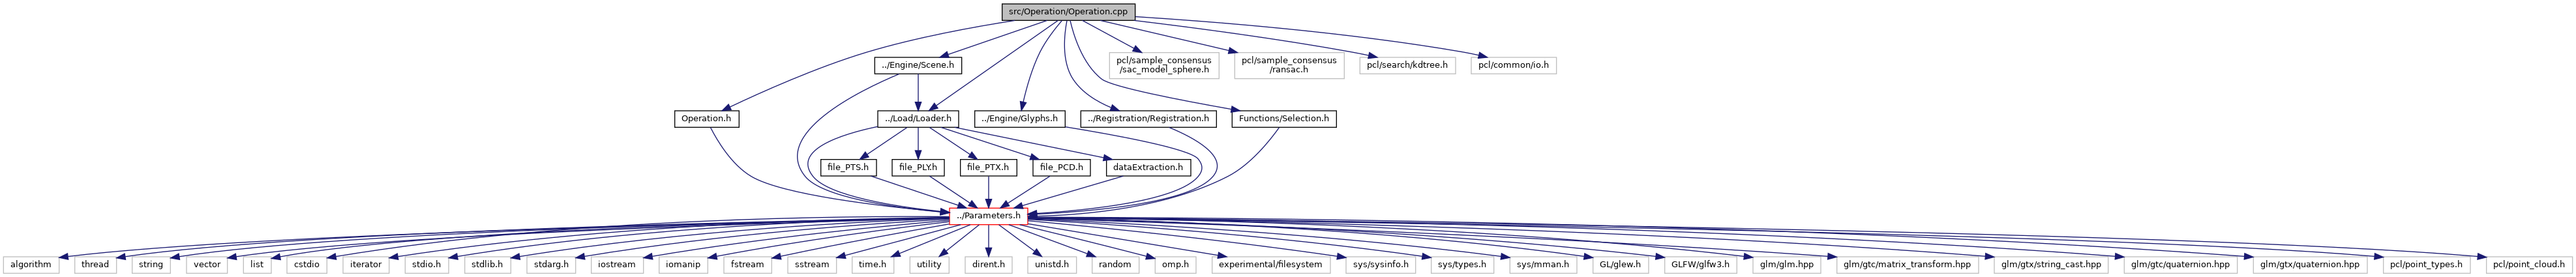 src/Operation/Operation.cpp
../Engine/Scene.h
pcl/sample_consensus
/sac_model_sphere.h
pcl/sample_consensus
/ransac.h
pcl/search/kdtree.h
pcl/common/io.h
Operation.h
../Load/Loader.h
../Engine/Glyphs.h
../Registration/Registration.h
Functions/Selection.h
file_PTS.h
file_PLY.h
file_PTX.h
file_PCD.h
dataExtraction.h
../Parameters.h
algorithm
thread
string
vector
list
cstdio
iterator
stdio.h
stdlib.h
stdarg.h
iostream
iomanip
fstream
sstream
time.h
utility
dirent.h
unistd.h
random
omp.h
experimental/filesystem
sys/sysinfo.h
sys/types.h
sys/mman.h
GL/glew.h
GLFW/glfw3.h
glm/glm.hpp
glm/gtc/matrix_transform.hpp
glm/gtx/string_cast.hpp
glm/gtc/quaternion.hpp
glm/gtx/quaternion.hpp
pcl/point_types.h
pcl/point_cloud.h